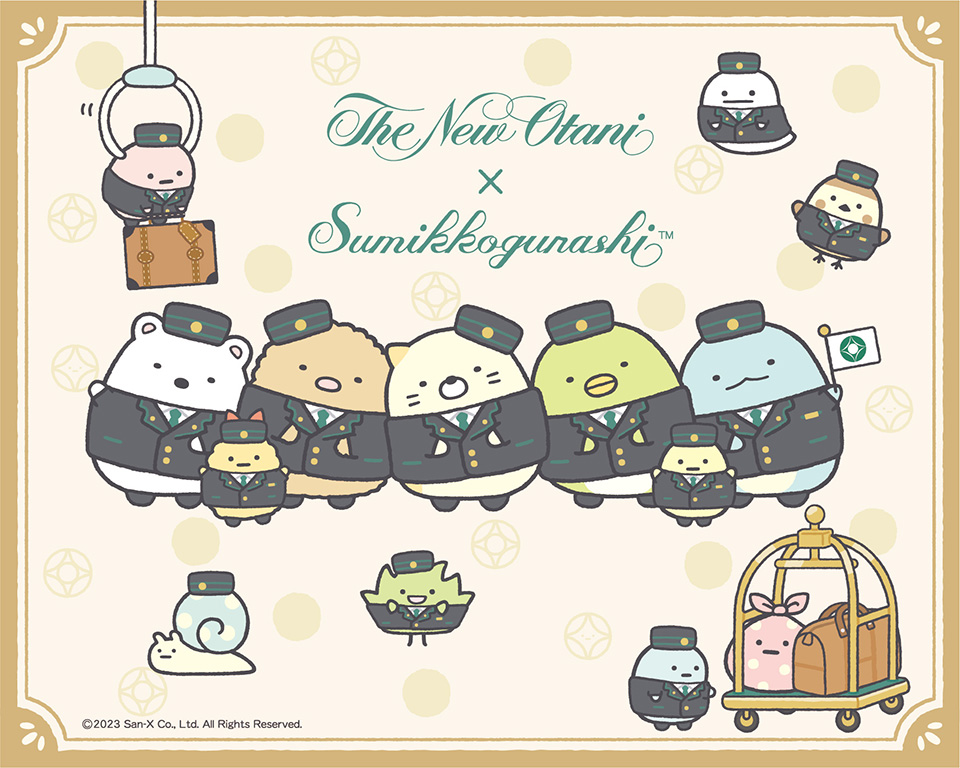 The New Otani
×
Sumikkogurashi™
©2023 San-X Co., Ltd. All Rights Reserved.